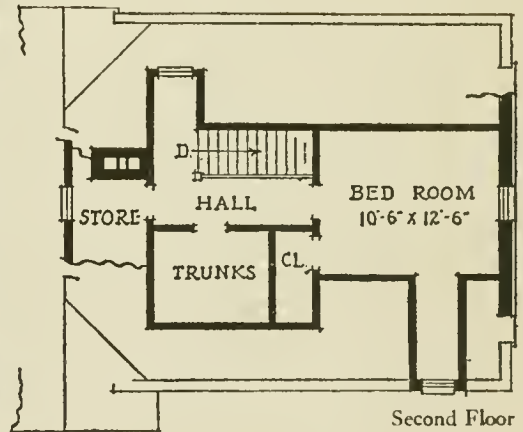 D.
BED ROOM
10'-6" X 12'-6"
HALL
STORE
TRUNKS
CL.
Second Floor